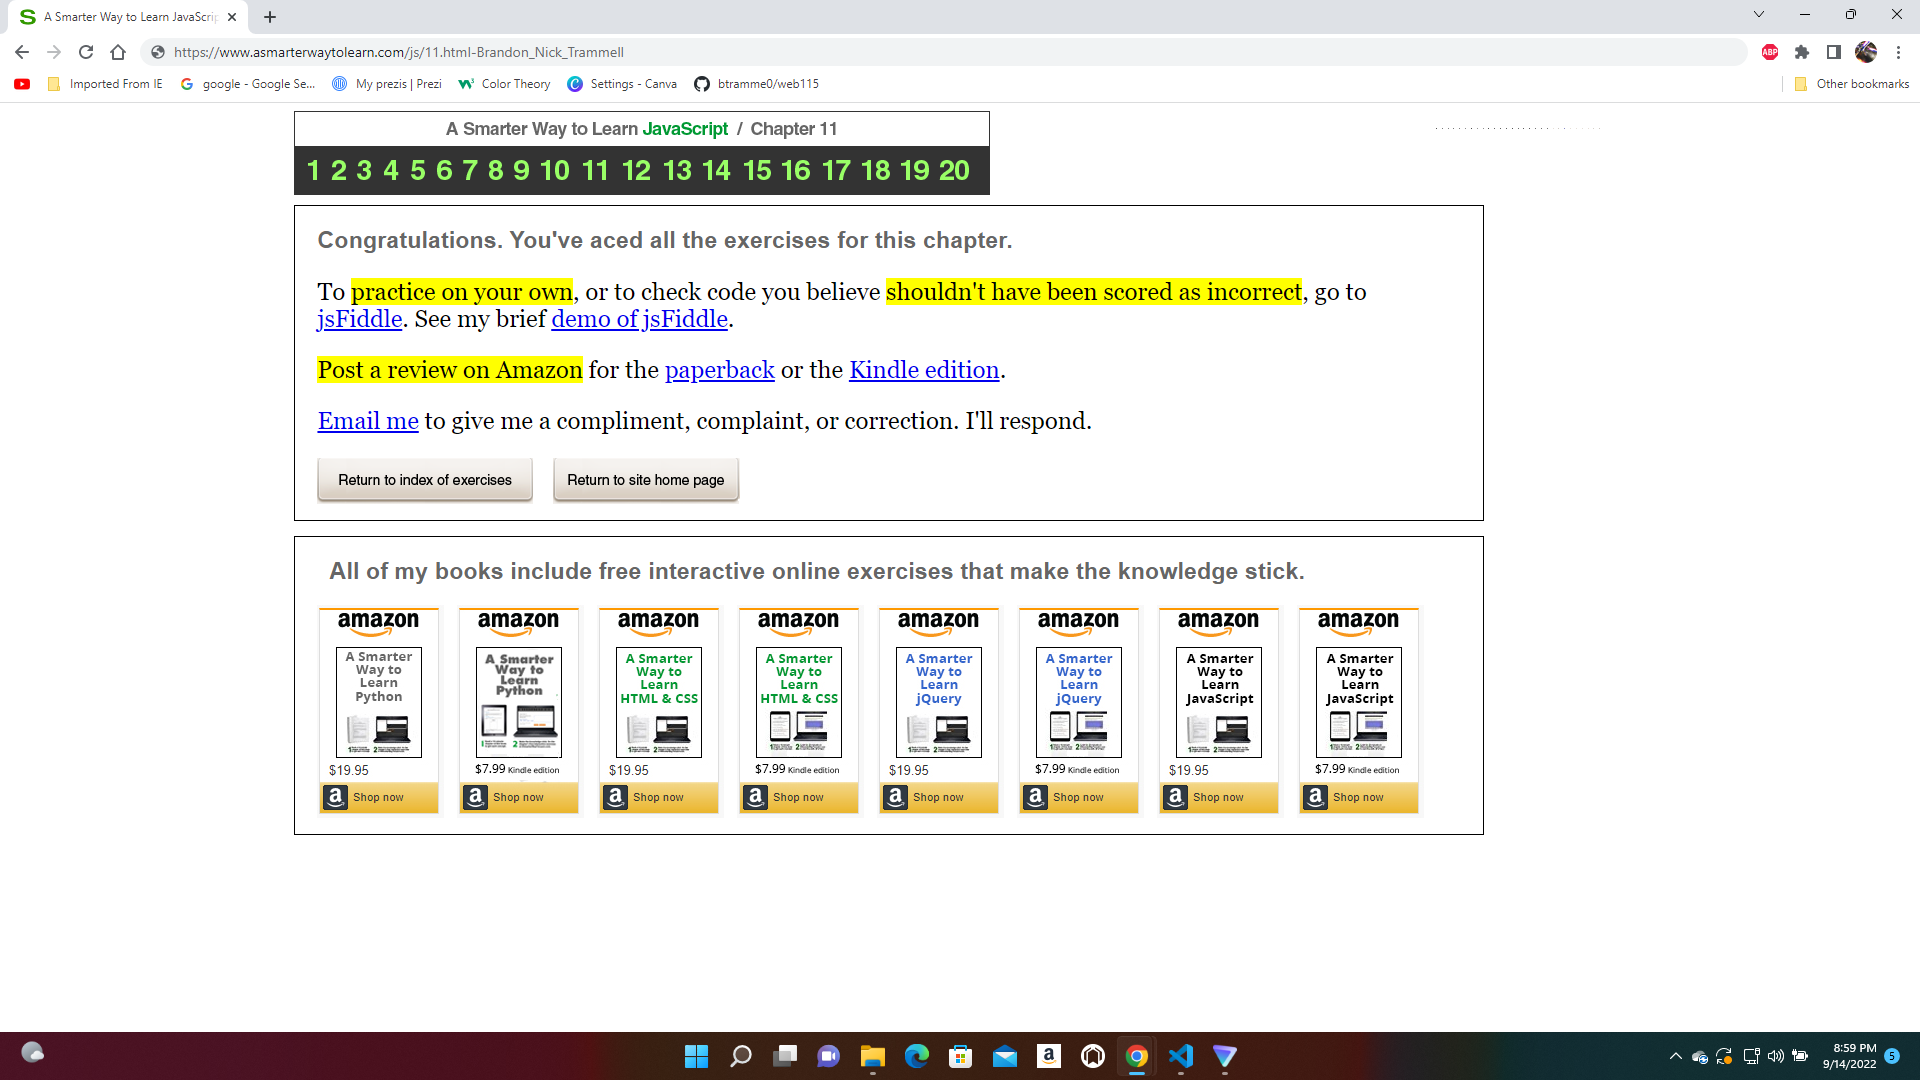 A Smarter Way to Learn JavaScrip
https://www.asmarterwaytolearn.com/js/11.html-Brandon_Nick_Trammell
ABP
Imported From IE
google - Google Se...
My prezis | Prezi
Color Theory
Settings - Canva
btramme0/web115
Other bookmarks
A Smarter Way to Learn JavaScript / Chapter 11
1 2 3 4 5 6 7 8 9 10 11 12 13 14 15 16 17 18 19 20
Congratulations. You've aced all the exercises for this chapter.
To practice on your own, or to check code you believe shouldn't have been scored as incorrect, go to
jsFiddle. See my brief demo of jsFiddle.
Post a review on Amazon for the paperback or the Kindle edition.
Email me to give me a compliment, complaint, or correction. I'll respond.
Return to index of exercises
Return to site home page
All of my books include free interactive online exercises that make the knowledge stick.
amazon
A Smarter
Way to
Learn
Python
$19.95
Shop now
amazon
A Smarter
Way to
Learn
Python
$7.99 Kindle edition
Shop now
amazon
A Smarter
Way to
Learn
HTML & CSS
$19.95
Shop now
amazon
A Smarter
Way to
Learn
HTML & CSS
$7.99 Kindle edition
Shop now
amazon
A Smarter
Way to
Learn
jQuery
$19.95
Shop now
amazon
A Smarter
Way to
Learn
jQuery
$7.99 Kindle edition
Shop now
amazon
A Smarter
Way to
Learn
JavaScript
$19.95
Shop now
amazon
A Smarter
Way to
Learn
JavaScript
$7.99 Kindle edition
Shop now
8:59 PM
9/14/2022
5